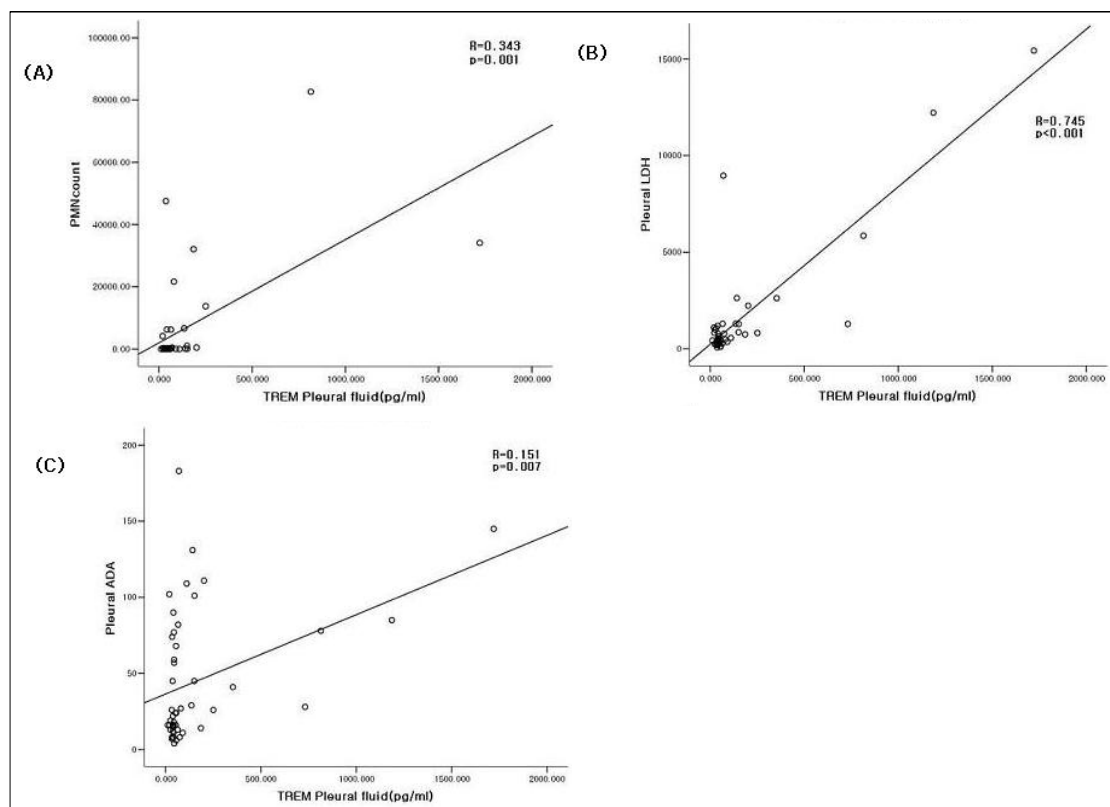 (A)
R=0.343
p=0.001
PMNcount
100000.00
80000.00
60000.00
40000.00
20000.00
0.00
0.000 500.000 1000.000 1500.000 2000.000
TREM Pleural fluid(pg/ml)
(B)
R=0.745
p<0.001
Pleural LDH
15000
10000
5000
0
0.000 500.000 1000.000 1500.000 2000.000
TREM Pleural fluid(pg/ml)
(C)
R=0.151
p=0.007
Pleural ADA
200
150
100
50
0
0.000 500.000 1000.000 1500.000 2000.000
TREM Pleural fluid(pg/ml)